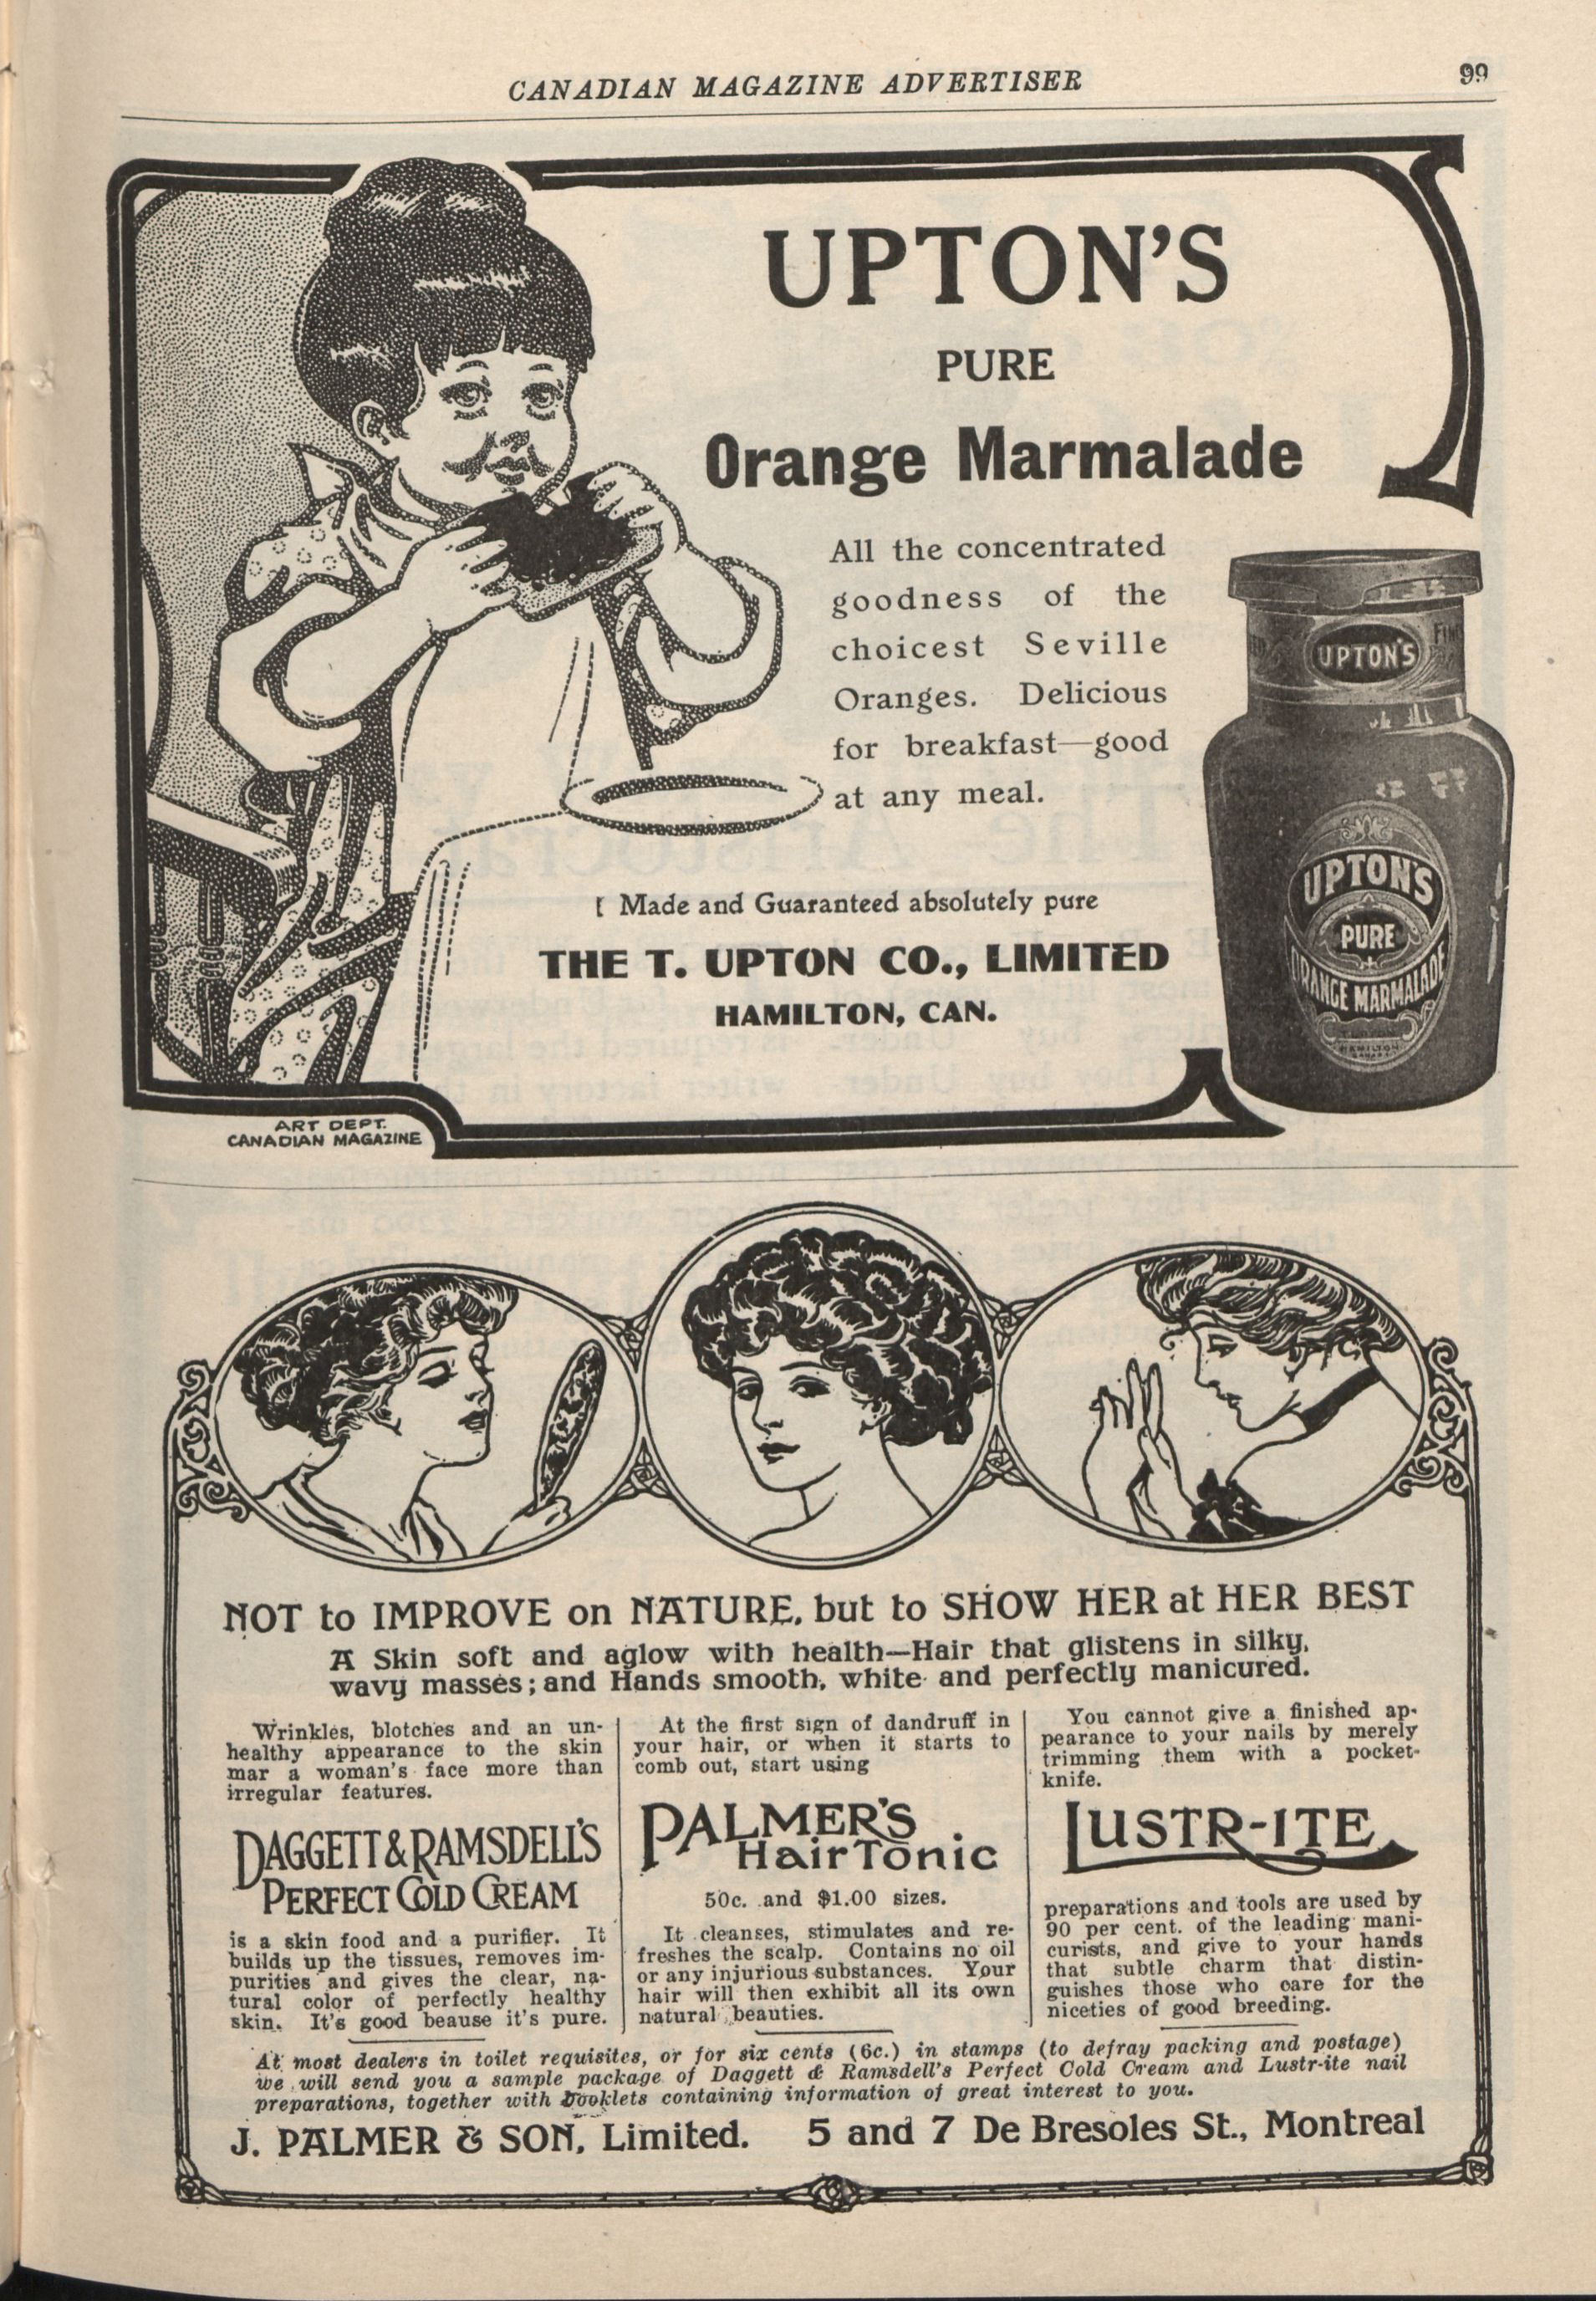 CANADIAN MAGAZINE ADVERTISER
99
UPTON'S
PURE
Orange Marmalade
All the concentrated
goodness of the
choicest Seville
Oranges. Delicious
for breakfast—good
at any meal.
UPTON'S
UPTON'S
PURE
ORANGE MARMALADE
HAMILTON
Made and Guaranteed absolutely pure
THE T. UPTON CO., LIMITED
HAMILTON, CAN.
ART DEPT.
CANADIAN MAGAZINE
NOT to IMPROVE on NATURE, but to SHOW HER at HER BEST
A Skin soft and aglow with health—Hair that glistens in silky,
wavy masses; and Hands smooth, white and perfectly manicured.
Wrinkles, blotches and an un-
healthy appearance to the skin
mar a woman's face more than
irregular features.
DAGGETT & RAMSDELL'S
PERFECT COLD CREAM
is a skin food and a purifier. It
builds up the tissues, removes im-
purities and gives the clear, na-
tural color of perfectly healthy
skin. It's good beause it's pure.
At the first sign of dandruff in
your hair, or when it starts to
comb out, start using
PALMER'S
Hair Tonic
50c. and $1.00 sizes.
It cleanses, stimulates and re-
freshes the scalp. Contains no oil
or any injurious substances. Your
hair will then exhibit all its own
natural beauties.
You cannot give a finished ap-
pearance to your nails by merely
trimming them with a pocket-
knife.
LUSTR-ITE
preparations and tools are used by
90 per cent. of the leading mani-
curists, and give to your hands
that subtle charm that distin-
guishes those who care for the
niceties of good breeding.
At most dealers in toilet requisites, or for six cents (6c.) in stamps (to defray packing and postage)
we will send you a sample package of Daggett & Ramsdell's Perfect Cold Cream and Lustr-ite nail
preparations, together with booklets containing information of great interest to you.
J. PALMER & SON, Limited. 5 and 7 De Bresoles St., Montreal